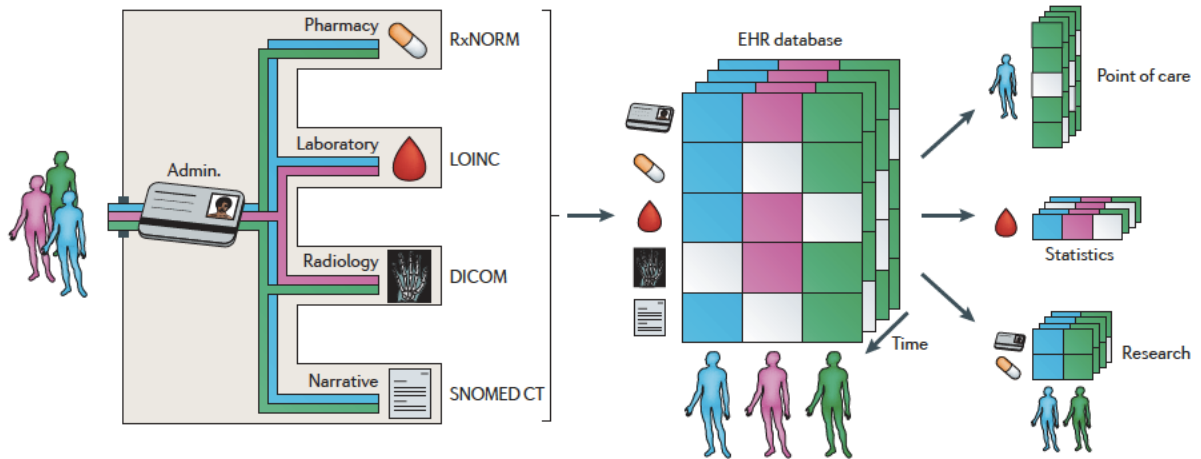 Pharmacy
RxNORM
Laboratory
LOINC
Admin.
Radiology
DICOM
Narrative
SNOMED CT
EHR database
Time
Point of care
Statistics
Research